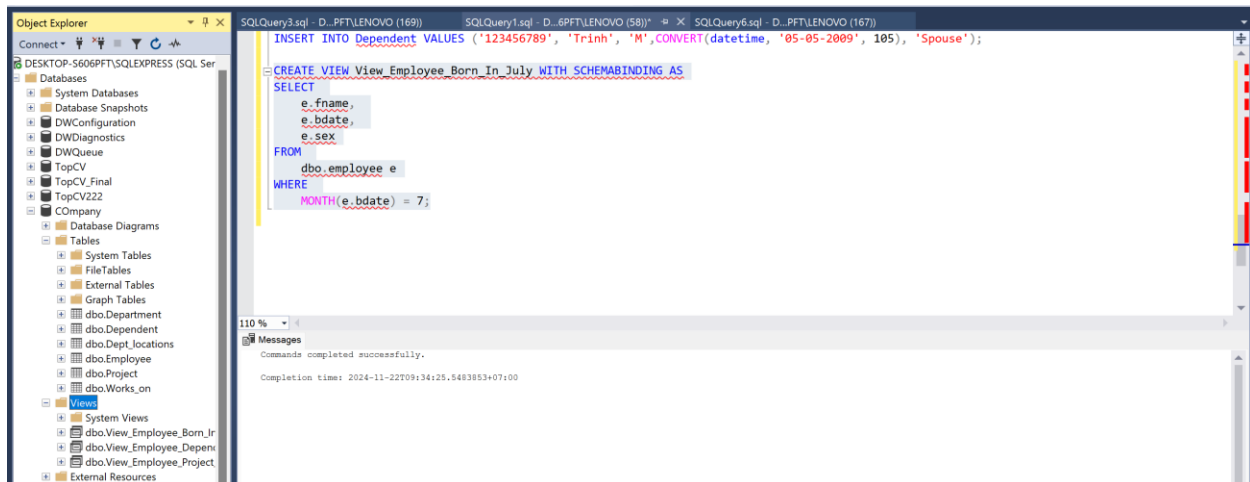 Object Explorer
Connect
DESKTOP-S606PFT\SQLEXPRESS (SQL Ser
Databases
System Databases
Database Snapshots
DWConfiguration
DWDiagnostics
DWQueue
TopCV
TopCV_Final
TopCV222
COmpany
Database Diagrams
Tables
System Tables
FileTables
External Tables
Graph Tables
dbo.Department
dbo.Dependent
dbo.Dept_locations
dbo.Employee
dbo.Project
dbo.Works_on
Views
System Views
dbo.View_Employee_Born_In
dbo.View_Employee_Depend
dbo.View_Employee_Project_
External Resources
SQLQuery3.sql - D...PFT\LENOVO (169))
SQLQuery1.sql - D...6PFT\LENOVO (58))*
SQLQuery6.sql - D...PFT\LENOVO (167))
INSERT INTO Dependent VALUES ('123456789', 'Trinh', 'M',CONVERT(datetime, '05-05-2009', 105), 'Spouse');
CREATE VIEW View_Employee_Born_In_July WITH SCHEMABINDING AS
SELECT
e.fname,
e.bdate,
e.sex
FROM
dbo.employee e
WHERE
MONTH(e.bdate) = 7;
110 %
Messages
Commands completed successfully.
Completion time: 2024-11-22T09:34:25.5483853+07:00